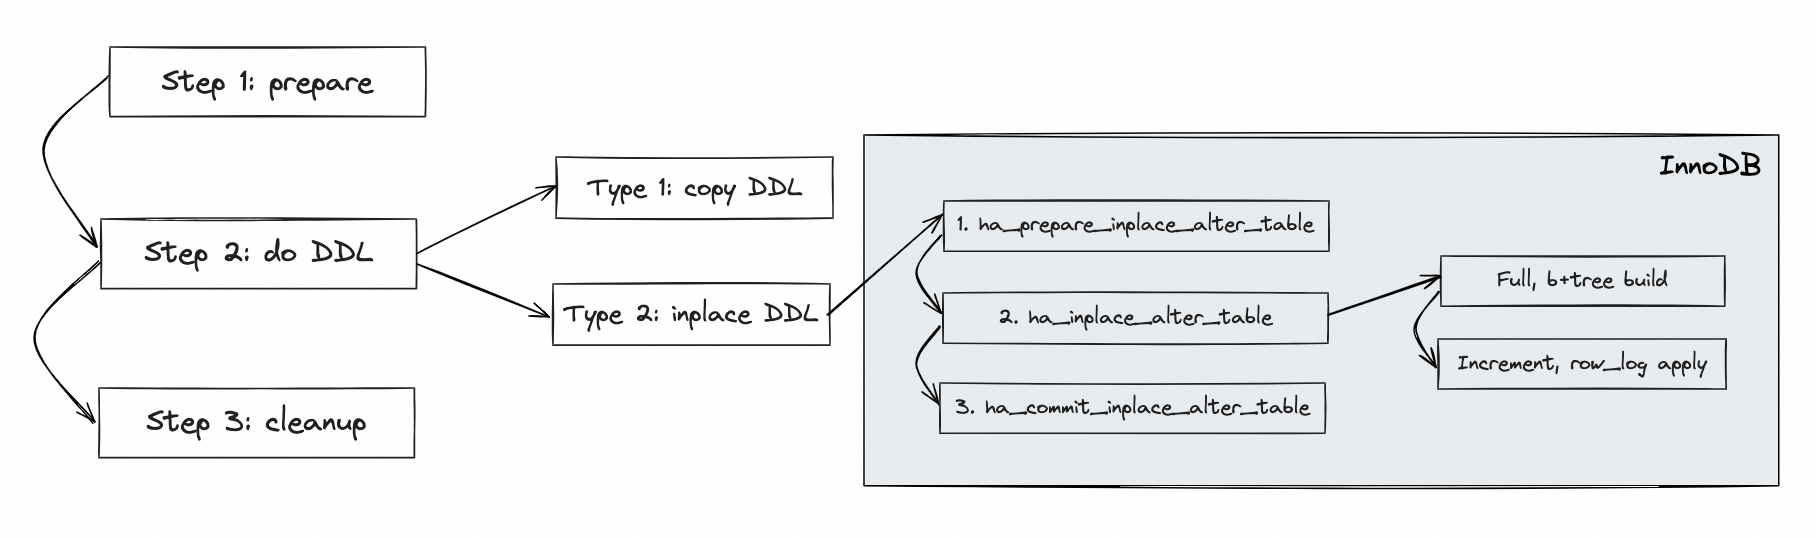 Step 1: prepare
Step 2: do DDL
Step 3: cleanup
Type 1: copy DDL
Type 2: inplace DDL
InnoDB
1. ha_prepare_inplace_alter_table
2. ha_inplace_alter_table
3. ha_commit_inplace_alter_table
Full, b+tree build
Increment, row_log apply